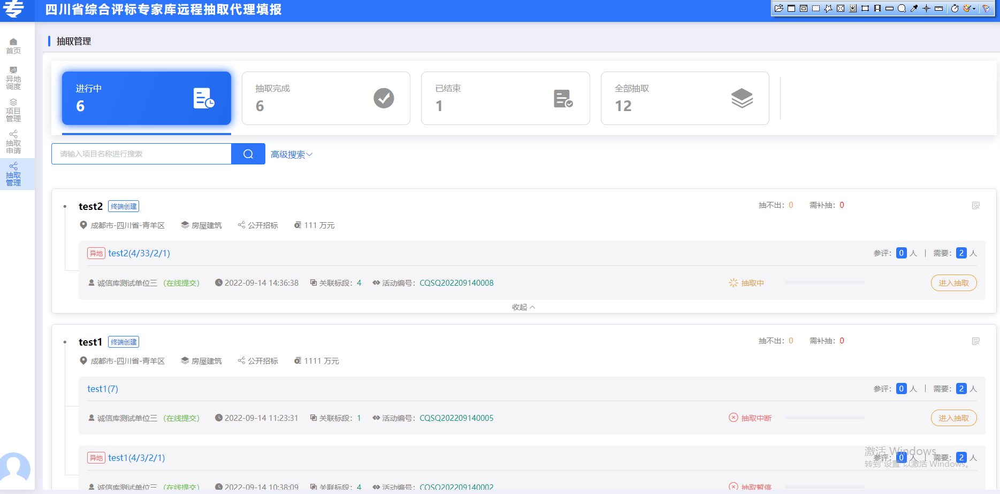 四川省综合评标专家库远程抽取代理填报
首页
异地
调度
项目
管理
抽取
申请
抽取
管理
抽取管理
进行中
6
抽取完成
6
已结束
1
全部抽取
12
请输入项目名称进行搜索
高级搜索
test2 终端创建
抽不出：0 需补抽：0
成都市-四川省-青羊区 房屋建筑 公开招标 111 万元
异地 test2(4/33/2/1)
参评：0 人 | 需要：2 人
诚信库测试单位三 （在线提交） 2022-09-14 14:36:38 关联标段：4 活动编号：CQSQ202209140008
抽取中
进入抽取
收起
test1 终端创建
抽不出：0 需补抽：0
成都市-四川省-青羊区 房屋建筑 公开招标 1111 万元
test1(7)
参评：0 人 | 需要：2 人
诚信库测试单位三 （在线提交） 2022-09-14 11:23:31 关联标段：1 活动编号：CQSQ202209140005
抽取中断
进入抽取
异地 test1(4/3/2/1)
参评：0 人 | 需要：2 人
激活 Windows
转到"设置"以激活 Windows。
诚信库测试单位三 （在线提交） 2022-09-14 10:38:09 关联标段：4 活动编号：CQSQ202209140002
抽取暂停